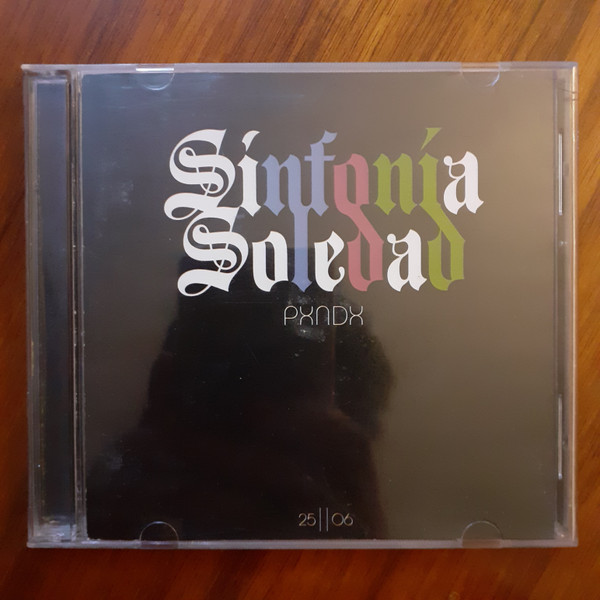 Sinfonía
Soledad
PXNDX
25||06